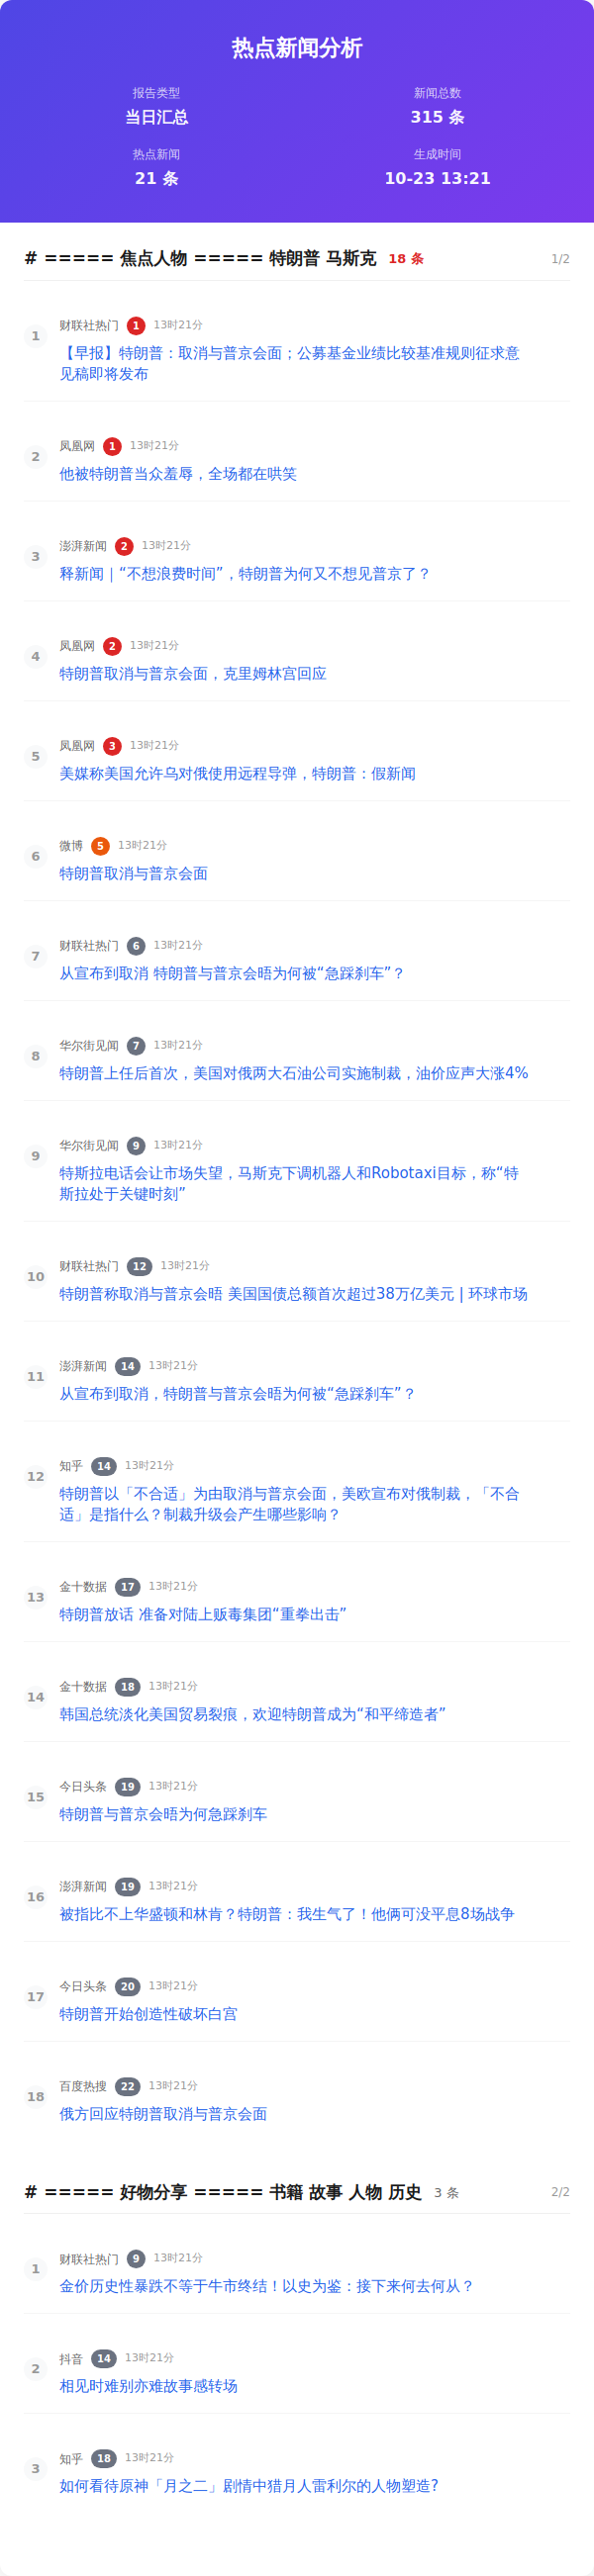 热点新闻分析
报告类型
新闻总数
当日汇总
315 条
热点新闻
生成时间
21 条
10-23 13:21
# ===== 焦点人物 ===== 特朗普 马斯克 18 条 1/2
1 财联社热门 1 13时21分
【早报】特朗普：取消与普京会面；公募基金业绩比较基准规则征求意
见稿即将发布
2 凤凰网 1 13时21分
他被特朗普当众羞辱，全场都在哄笑
3 澎湃新闻 2 13时21分
释新闻｜“不想浪费时间”，特朗普为何又不想见普京了？
4 凤凰网 2 13时21分
特朗普取消与普京会面，克里姆林宫回应
5 凤凰网 3 13时21分
美媒称美国允许乌对俄使用远程导弹，特朗普：假新闻
6 微博 5 13时21分
特朗普取消与普京会面
7 财联社热门 6 13时21分
从宣布到取消 特朗普与普京会晤为何被“急踩刹车”？
8 华尔街见闻 7 13时21分
特朗普上任后首次，美国对俄两大石油公司实施制裁，油价应声大涨4%
9 华尔街见闻 9 13时21分
特斯拉电话会让市场失望，马斯克下调机器人和Robotaxi目标，称“特
斯拉处于关键时刻”
10 财联社热门 12 13时21分
特朗普称取消与普京会晤 美国国债总额首次超过38万亿美元 | 环球市场
11 澎湃新闻 14 13时21分
从宣布到取消，特朗普与普京会晤为何被“急踩刹车”？
12 知乎 14 13时21分
特朗普以「不合适」为由取消与普京会面，美欧宣布对俄制裁，「不合
适」是指什么？制裁升级会产生哪些影响？
13 金十数据 17 13时21分
特朗普放话 准备对陆上贩毒集团“重拳出击”
14 金十数据 18 13时21分
韩国总统淡化美国贸易裂痕，欢迎特朗普成为“和平缔造者”
15 今日头条 19 13时21分
特朗普与普京会晤为何急踩刹车
16 澎湃新闻 19 13时21分
被指比不上华盛顿和林肯？特朗普：我生气了！他俩可没平息8场战争
17 今日头条 20 13时21分
特朗普开始创造性破坏白宫
18 百度热搜 22 13时21分
俄方回应特朗普取消与普京会面
# ===== 好物分享 ===== 书籍 故事 人物 历史 3 条 2/2
1 财联社热门 9 13时21分
金价历史性暴跌不等于牛市终结！以史为鉴：接下来何去何从？
2 抖音 14 13时21分
相见时难别亦难故事感转场
3 知乎 18 13时21分
如何看待原神「月之二」剧情中猎月人雷利尔的人物塑造?